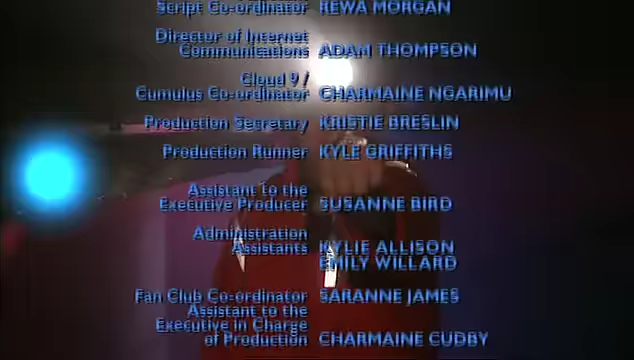 Script Co-ordinator REWA MORGAN
Director of Internet
Communications ADAM THOMPSON
Cloud 9 /
Cumulus Co-ordinator CHARMAINE NGARIMU
Production Secretary KRISTIE BRESLIN
Production Runner KYLE GRIFFITHS
Assistant to the
Executive Producer SUSANNE BIRD
Administration
Assistants KYLIE ALLISON
EMILY WILLARD
Fan Club Co-ordinator SARANNE JAMES
Assistant to the
Executive in Charge
of Production CHARMAINE CUDBY